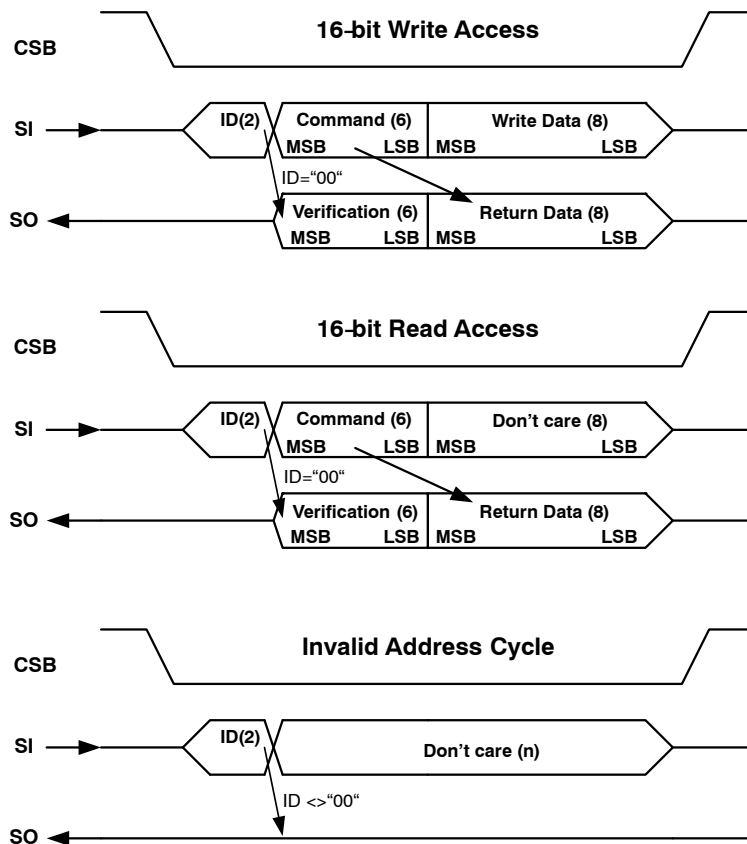 16-bit Write Access
CSB
SI ID(2) Command (6) Write Data (8)
MSB LSB MSB LSB
ID="00"
SO Verification (6) Return Data (8)
MSB LSB MSB LSB
16-bit Read Access
CSB
SI ID(2) Command (6) Don't care (8)
MSB LSB MSB LSB
ID="00"
SO Verification (6) Return Data (8)
MSB LSB MSB LSB
Invalid Address Cycle
CSB
SI ID(2) Don't care (n)
ID <>"00"
SO